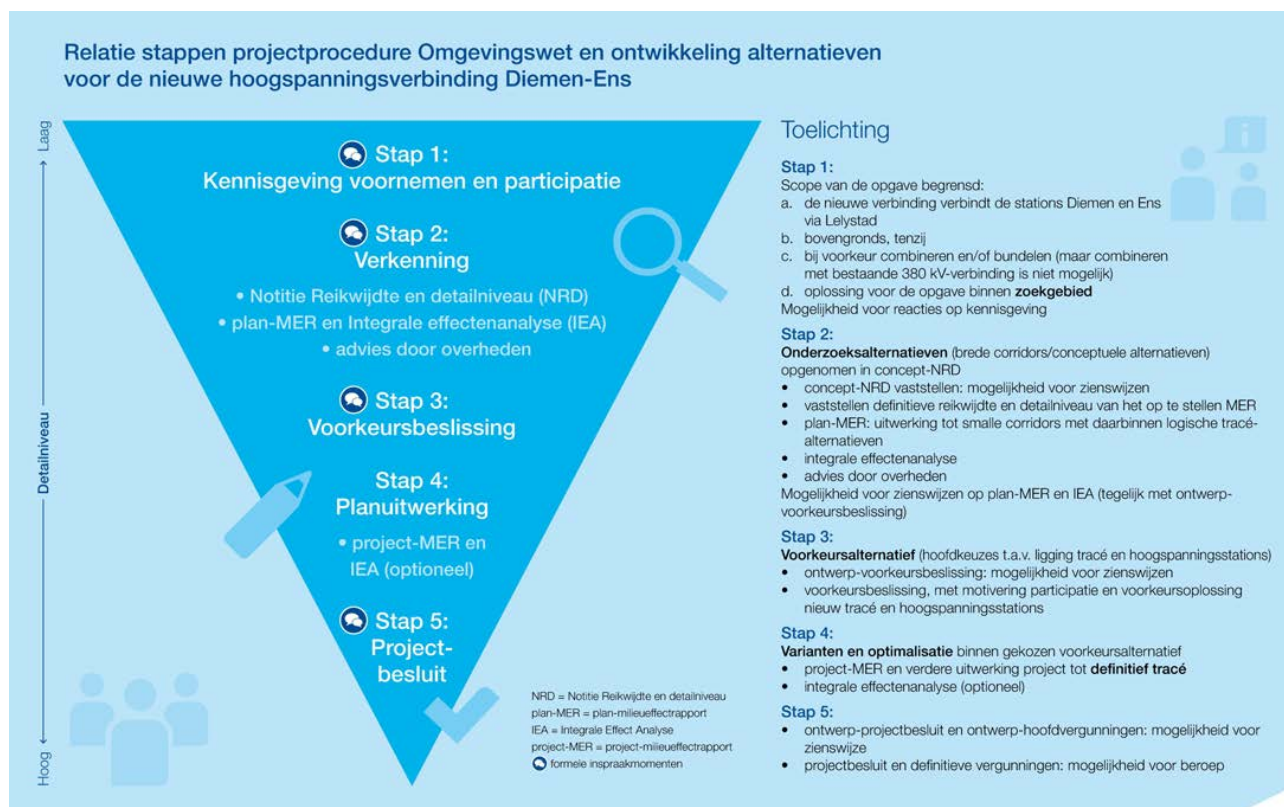 Relatie stappen projectprocedure Omgevingswet en ontwikkeling alternatieven
voor de nieuwe hoogspanningsverbinding Diemen-Ens
Laag
Detailniveau
Hoog
Stap 1:
Kennisgeving voornemen en participatie
Stap 2:
Verkenning
• Notitie Reikwijdte en detailniveau (NRD)
• plan-MER en Integrale effectenanalyse (IEA)
• advies door overheden
Stap 3:
Voorkeursbeslissing
Stap 4:
Planuitwerking
• project-MER en
IEA (optioneel)
Stap 5:
Project-
besluit
NRD = Notitie Reikwijdte en detailniveau
plan-MER = plan-milieueffectrapport
IEA = Integrale Effect Analyse
project-MER = project-milieueffectrapport
formele inspraakmomenten
Toelichting
Stap 1:
Scope van de opgave begrensd:
a. de nieuwe verbinding verbindt de stations Diemen en Ens
via Lelystad
b. bovengronds, tenzij
c. bij voorkeur combineren en/of bundelen (maar combineren
met bestaande 380 kV-verbinding is niet mogelijk)
d. oplossing voor de opgave binnen zoekgebied
Mogelijkheid voor reacties op kennisgeving
Stap 2:
Onderzoeksalternatieven (brede corridors/conceptuele alternatieven)
opgenomen in concept-NRD
• concept-NRD vaststellen: mogelijkheid voor zienswijzen
• vaststellen definitieve reikwijdte en detailniveau van het op te stellen MER
• plan-MER: uitwerking tot smalle corridors met daarbinnen logische tracé-
alternatieven
• integrale effectenanalyse
• advies door overheden
Mogelijkheid voor zienswijzen op plan-MER en IEA (tegelijk met ontwerp-
voorkeursbeslissing)
Stap 3:
Voorkeursalternatief (hoofdkeuzes t.a.v. ligging tracé en hoogspanningsstations)
• ontwerp-voorkeursbeslissing: mogelijkheid voor zienswijzen
• voorkeursbeslissing, met motivering participatie en voorkeursoplossing
nieuw tracé en hoogspanningsstations
Stap 4:
Varianten en optimalisatie binnen gekozen voorkeursalternatief
• project-MER en verdere uitwerking project tot definitief tracé
• integrale effectenanalyse (optioneel)
Stap 5:
• ontwerp-projectbesluit en ontwerp-hoofdvergunningen: mogelijkheid voor
zienswijze
• projectbesluit en definitieve vergunningen: mogelijkheid voor beroep